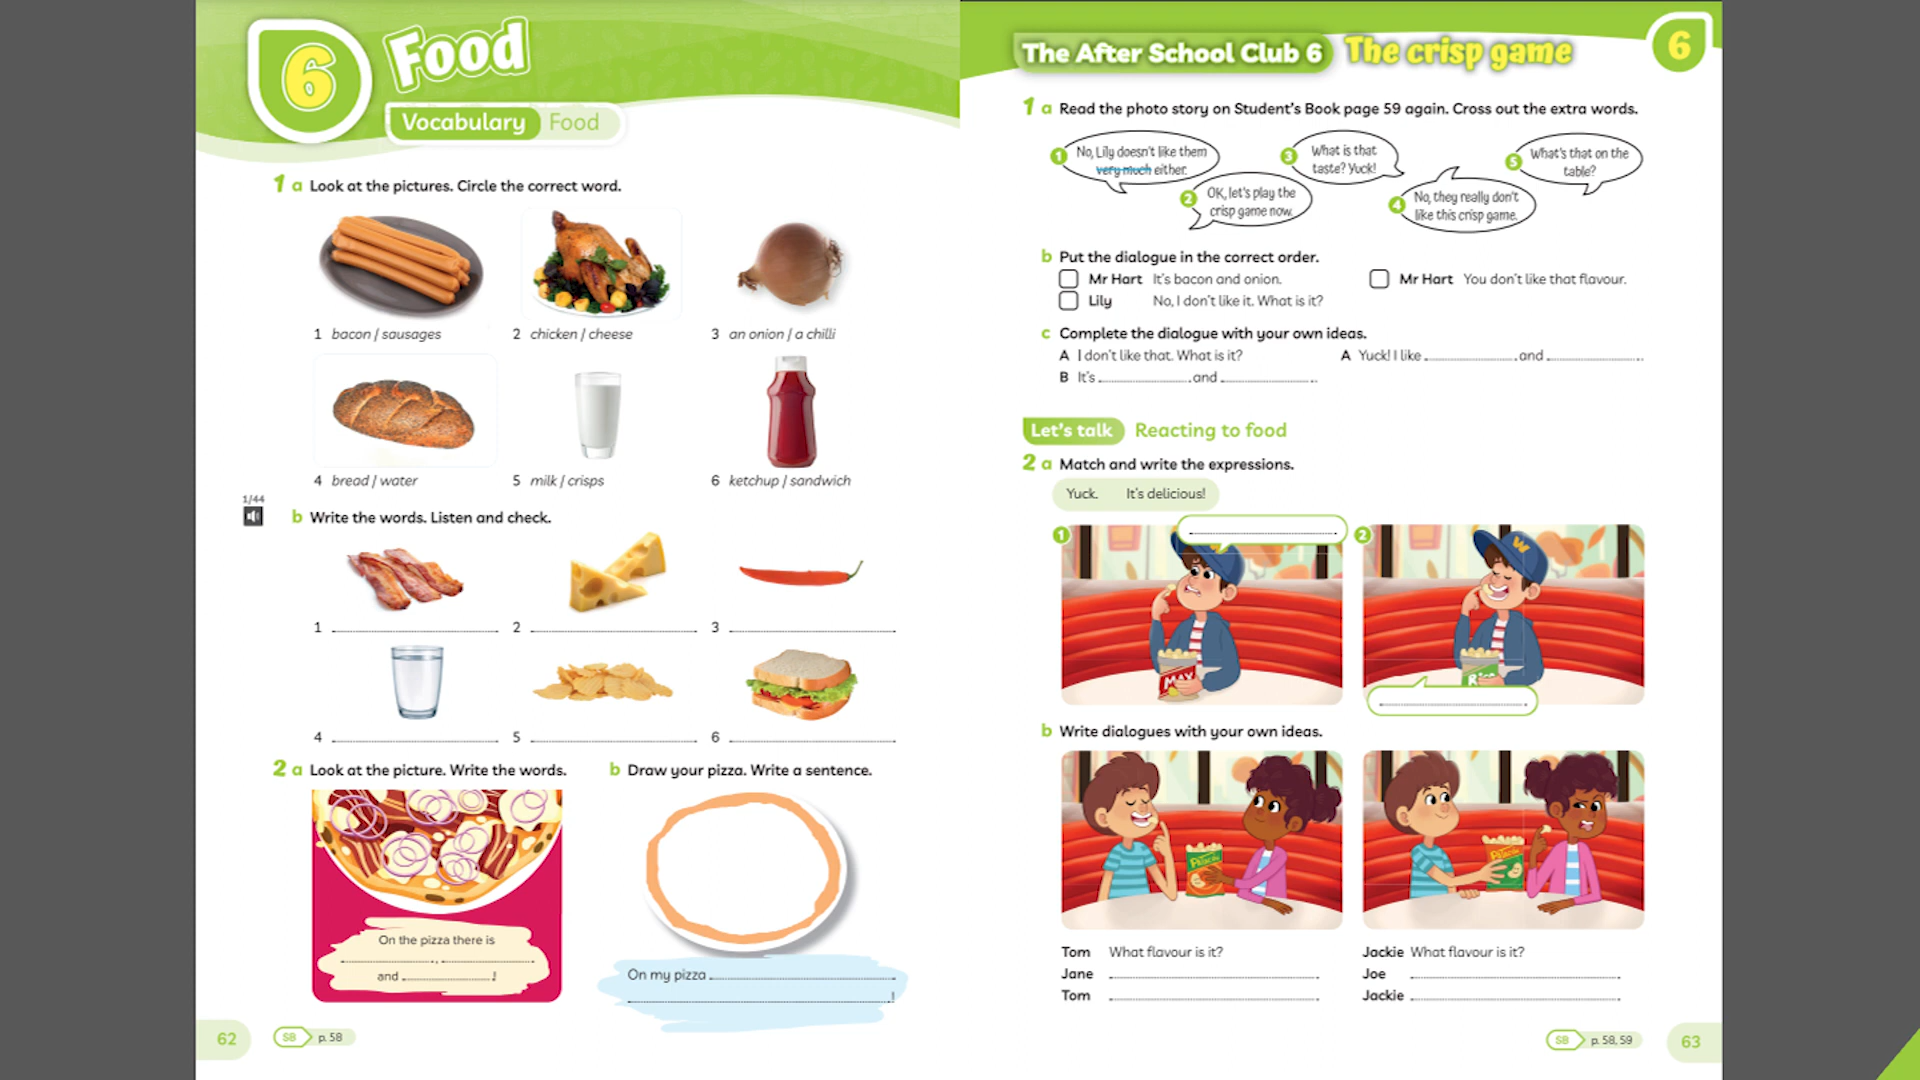 6
Food
Vocabulary Food
1 a Look at the pictures. Circle the correct word.
1 bacon / sausages
2 chicken / cheese
3 an onion / a chilli
4 bread / water
5 milk / crisps
6 ketchup / sandwich
1/44
b Write the words. Listen and check.
1
2
3
4
5
6
2 a Look at the picture. Write the words.
On the pizza there is
,
and !
b Draw your pizza. Write a sentence.
On my pizza
!
62
SB p. 58
The After School Club 6 The crisp game
6
1 a Read the photo story on Student's Book page 59 again. Cross out the extra words.
1 No, Lily doesn't like them
very much either.
2 OK, let's play the
crisp game now.
3 What is that
taste? Yuck!
4 No, they really don't
like this crisp game.
5 What's that on the
table?
b Put the dialogue in the correct order.
Mr Hart It's bacon and onion.
Mr Hart You don't like that flavour.
Lily No, I don't like it. What is it?
c Complete the dialogue with your own ideas.
A I don't like that. What is it?
B It's and .
A Yuck! I like and .
Let's talk Reacting to food
2 a Match and write the expressions.
Yuck. It's delicious!
1
W
MAX
2
W
b Write dialogues with your own ideas.
Tom What flavour is it?
Jane
Tom
Jackie What flavour is it?
Joe
Jackie
SB p. 58, 59
63